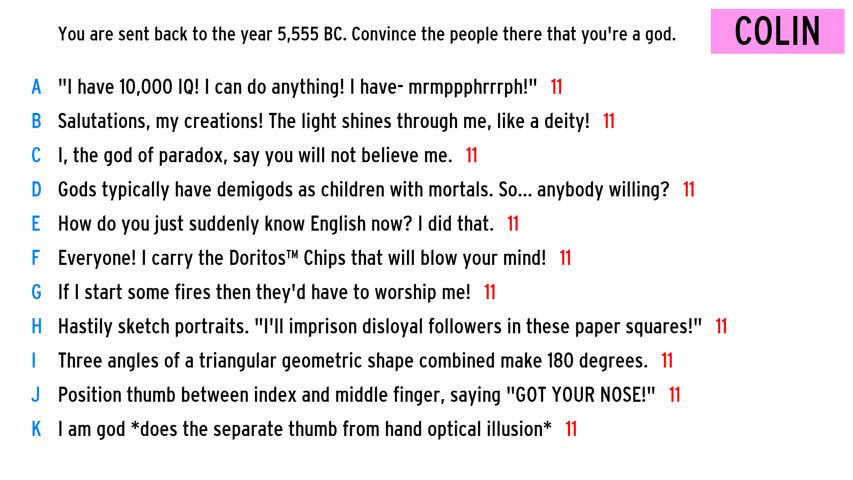 You are sent back to the year 5,555 BC. Convince the people there that you're a god.
COLIN
A "I have 10,000 IQ! I can do anything! I have- mrmppphrrrph!" 11
B Salutations, my creations! The light shines through me, like a deity! 11
C I, the god of paradox, say you will not believe me. 11
D Gods typically have demigods as children with mortals. So... anybody willing? 11
E How do you just suddenly know English now? I did that. 11
F Everyone! I carry the Doritos™ Chips that will blow your mind! 11
G If I start some fires then they'd have to worship me! 11
H Hastily sketch portraits. "I'll imprison disloyal followers in these paper squares!" 11
I Three angles of a triangular geometric shape combined make 180 degrees. 11
J Position thumb between index and middle finger, saying "GOT YOUR NOSE!" 11
K I am god *does the separate thumb from hand optical illusion* 11